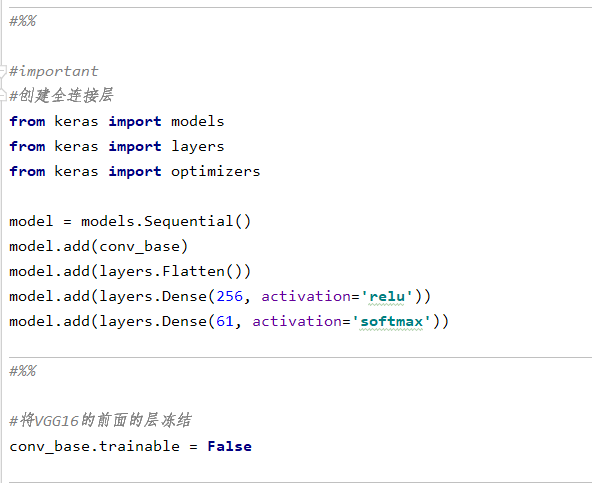 #%%
#important
#创建全连接层
from keras import models
from keras import layers
from keras import optimizers
model = models.Sequential()
model.add(conv_base)
model.add(layers.Flatten())
model.add(layers.Dense(256, activation='relu'))
model.add(layers.Dense(61, activation='softmax'))
#%%
#将VGG16的前面的层冻结
conv_base.trainable = False